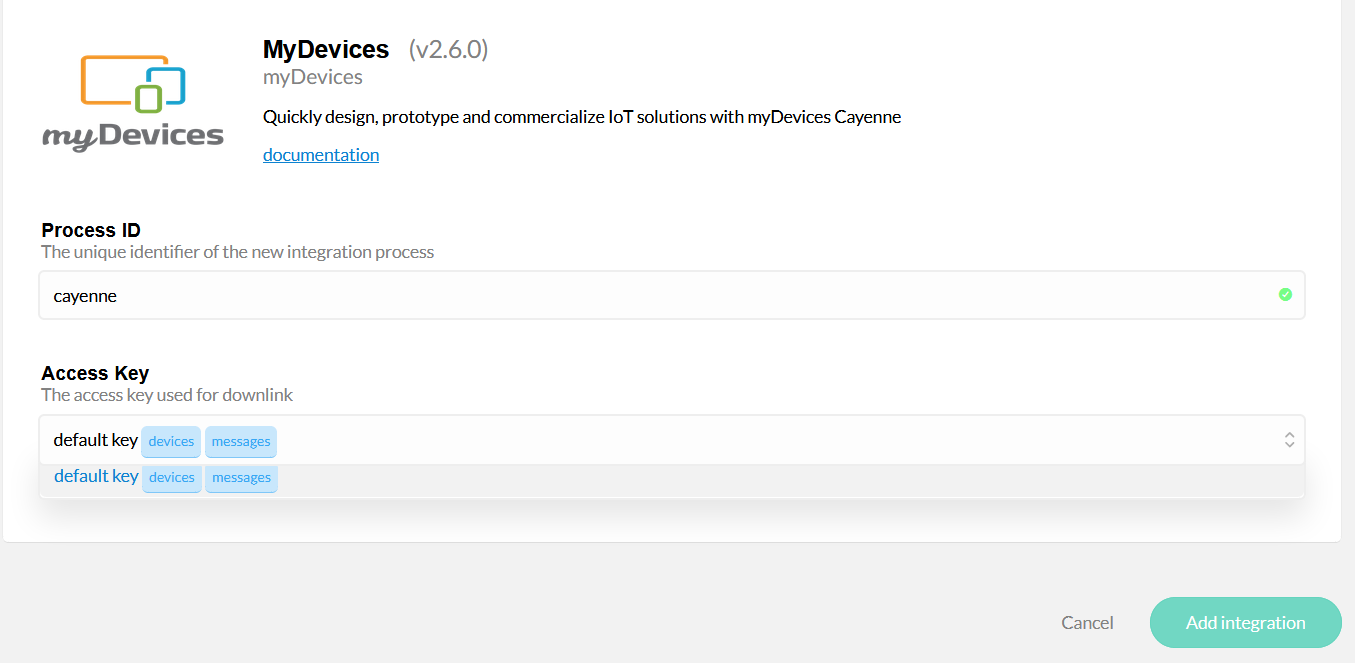 MyDevices (v2.6.0)
myDevices
myDevices
Quickly design, prototype and commercialize IoT solutions with myDevices Cayenne
documentation
Process ID
The unique identifier of the new integration process
cayenne
Access Key
The access key used for downlink
default key devices messages
default key devices messages
Cancel Add integration